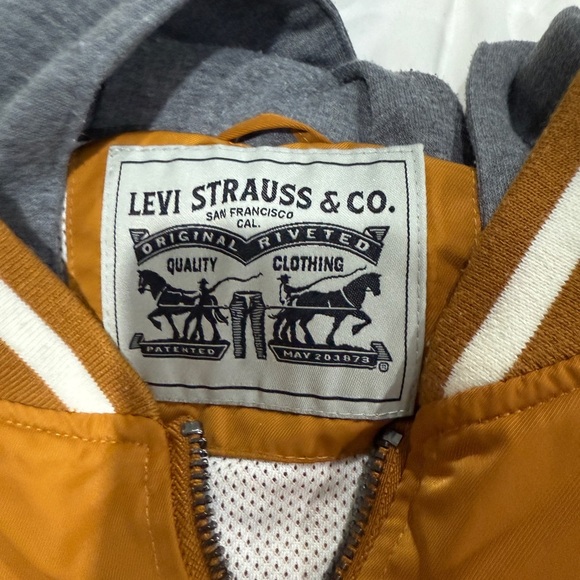 LEVI STRAUSS & CO.
SAN FRANCISCO
CAL.
ORIGINAL RIVETED
QUALITY CLOTHING
PATENTED MAY 20 1873
®